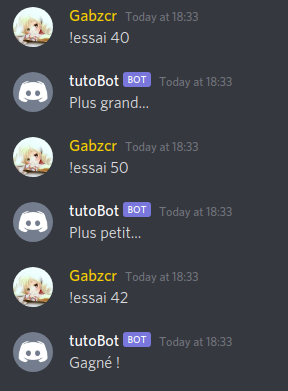 Gabzcr Today at 18:33
!essai 40
tutoBot BOT Today at 18:33
Plus grand...
Gabzcr Today at 18:33
!essai 50
tutoBot BOT Today at 18:33
Plus petit...
Gabzcr Today at 18:33
!essai 42
tutoBot BOT Today at 18:33
Gagné !